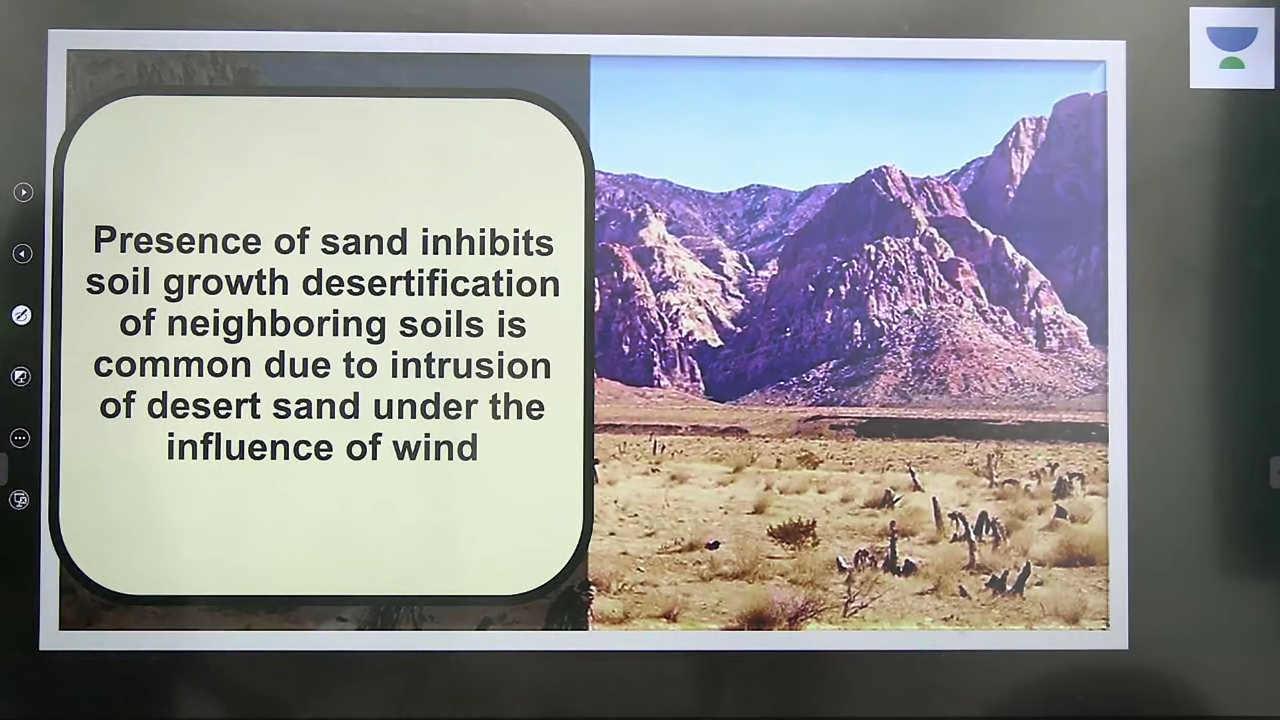 Presence of sand inhibits
soil growth desertification
of neighboring soils is
common due to intrusion
of desert sand under the
influence of wind